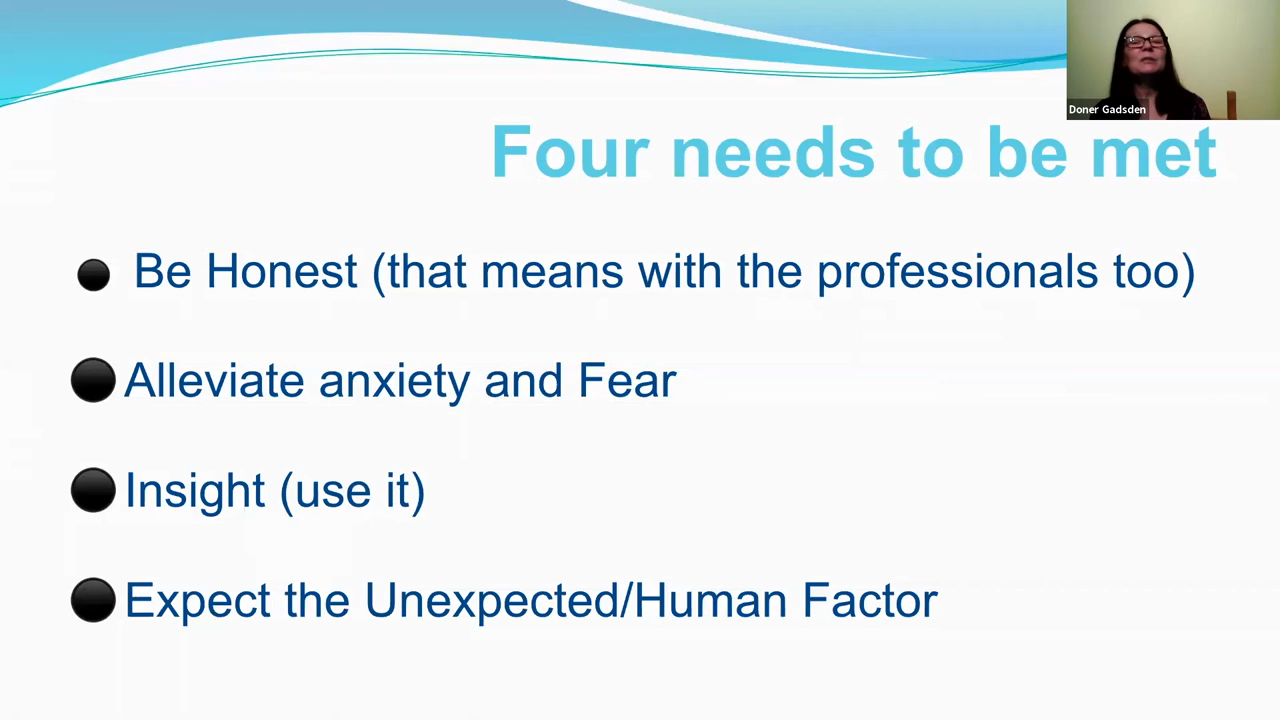 Doner Gadsden
Four needs to be met
Be Honest (that means with the professionals too)
Alleviate anxiety and Fear
Insight (use it)
Expect the Unexpected/Human Factor